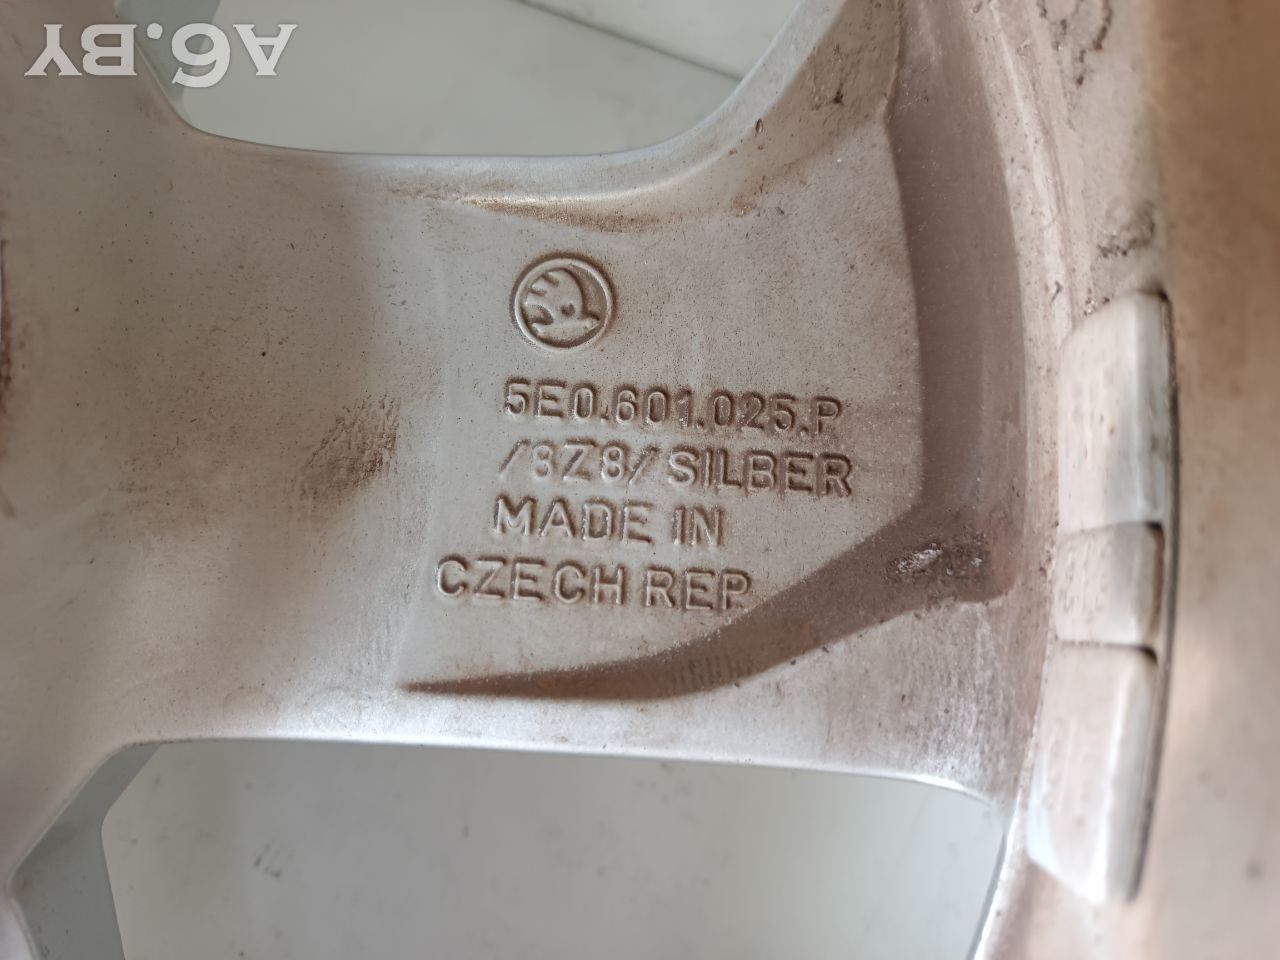 A6.BY
5E0.601.025.P
/8Z8/SILBER
MADE IN
CZECH REP.